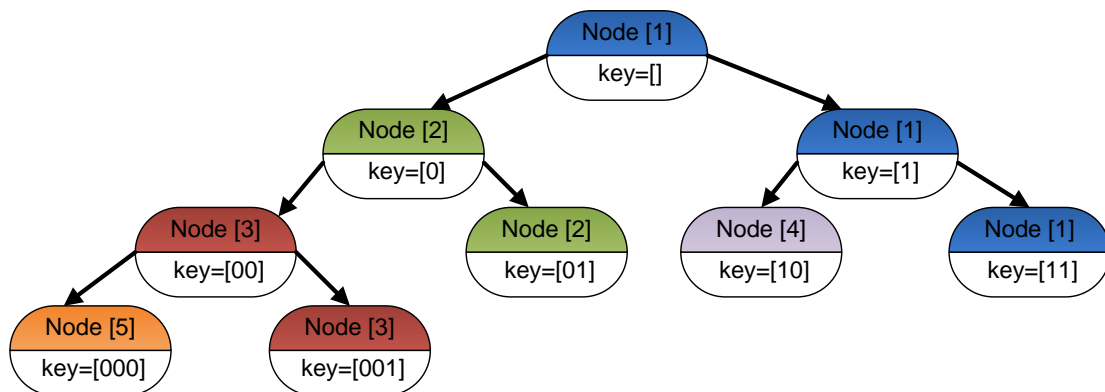 Node [1]
key=[]
Node [2]
key=[0]
Node [1]
key=[1]
Node [3]
key=[00]
Node [2]
key=[01]
Node [4]
key=[10]
Node [1]
key=[11]
Node [5]
key=[000]
Node [3]
key=[001]